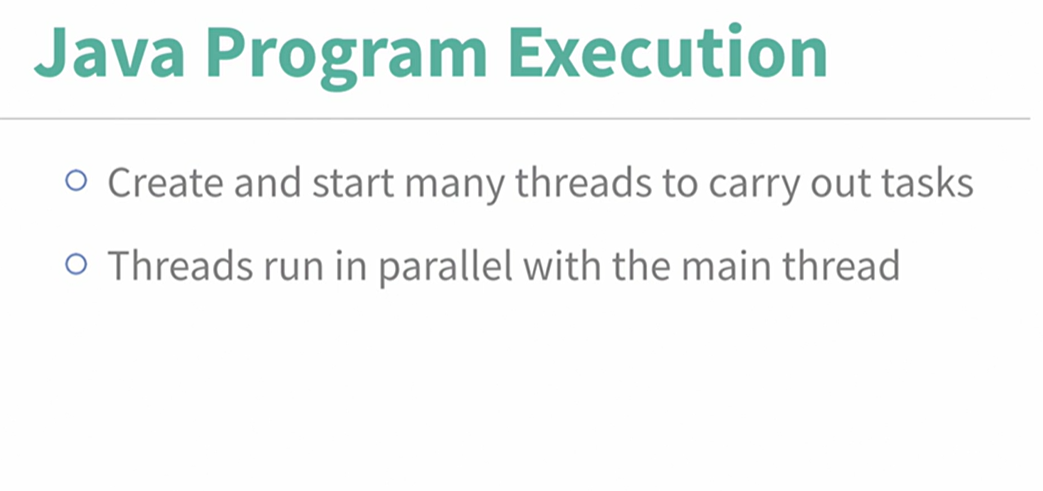 Java Program Execution
Create and start many threads to carry out tasks
Threads run in parallel with the main thread